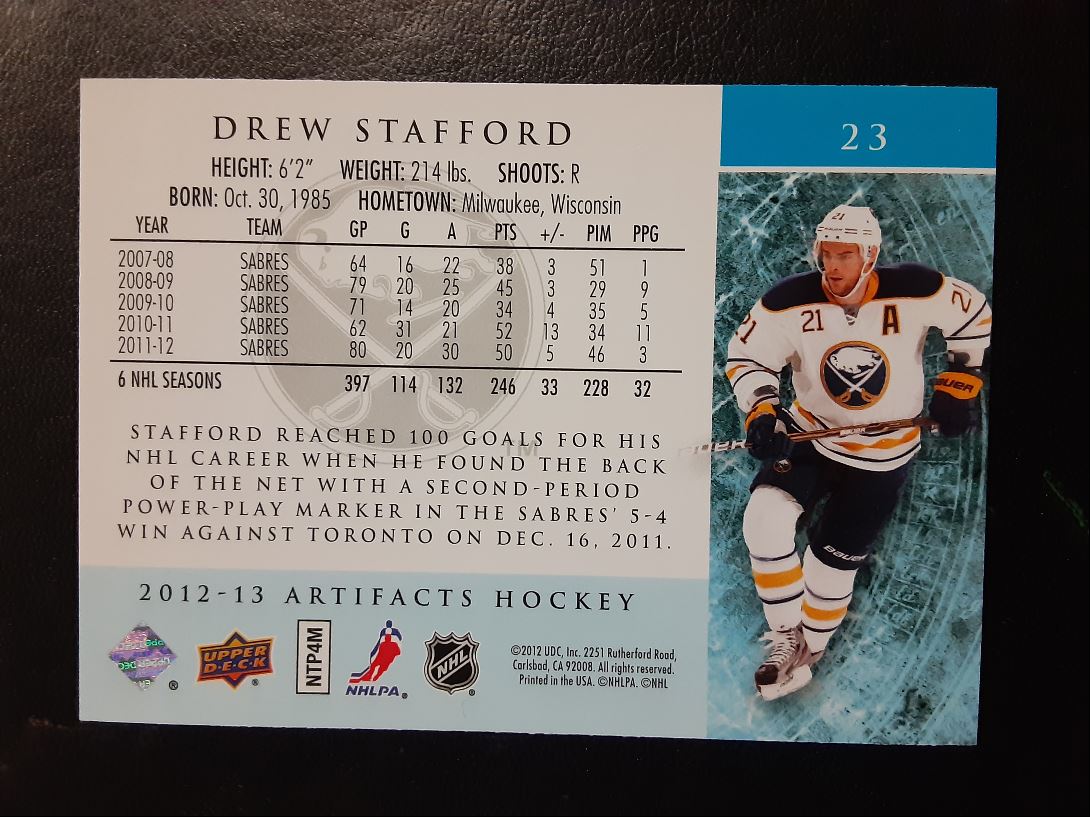 DREW STAFFORD
23
HEIGHT: 6'2" WEIGHT: 214 lbs. SHOOTS: R
BORN: Oct. 30, 1985 HOMETOWN: Milwaukee, Wisconsin
YEAR TEAM GP G A PTS +/- PIM PPG
2007-08 SABRES 64 16 22 38 3 51 1
2008-09 SABRES 79 20 25 45 3 29 9
2009-10 SABRES 71 14 20 34 4 35 5
2010-11 SABRES 62 31 21 52 13 34 11
2011-12 SABRES 80 20 30 50 5 46 3
6 NHL SEASONS 397 114 132 246 33 228 32
STAFFORD REACHED 100 GOALS FOR HIS
NHL CAREER WHEN HE FOUND THE BACK
OF THE NET WITH A SECOND-PERIOD
POWER-PLAY MARKER IN THE SABRES' 5-4
WIN AGAINST TORONTO ON DEC. 16, 2011.
TM
2012-13 ARTIFACTS HOCKEY
®
UPPER DECK®
NTP4M
NHLPA®
NHL®
©2012 UDC, Inc. 2251 Rutherford Road,
Carlsbad, CA 92008. All rights reserved.
Printed in the USA. ©NHLPA. ©NHL
21
21
21
A
21
BAUER
BAUER